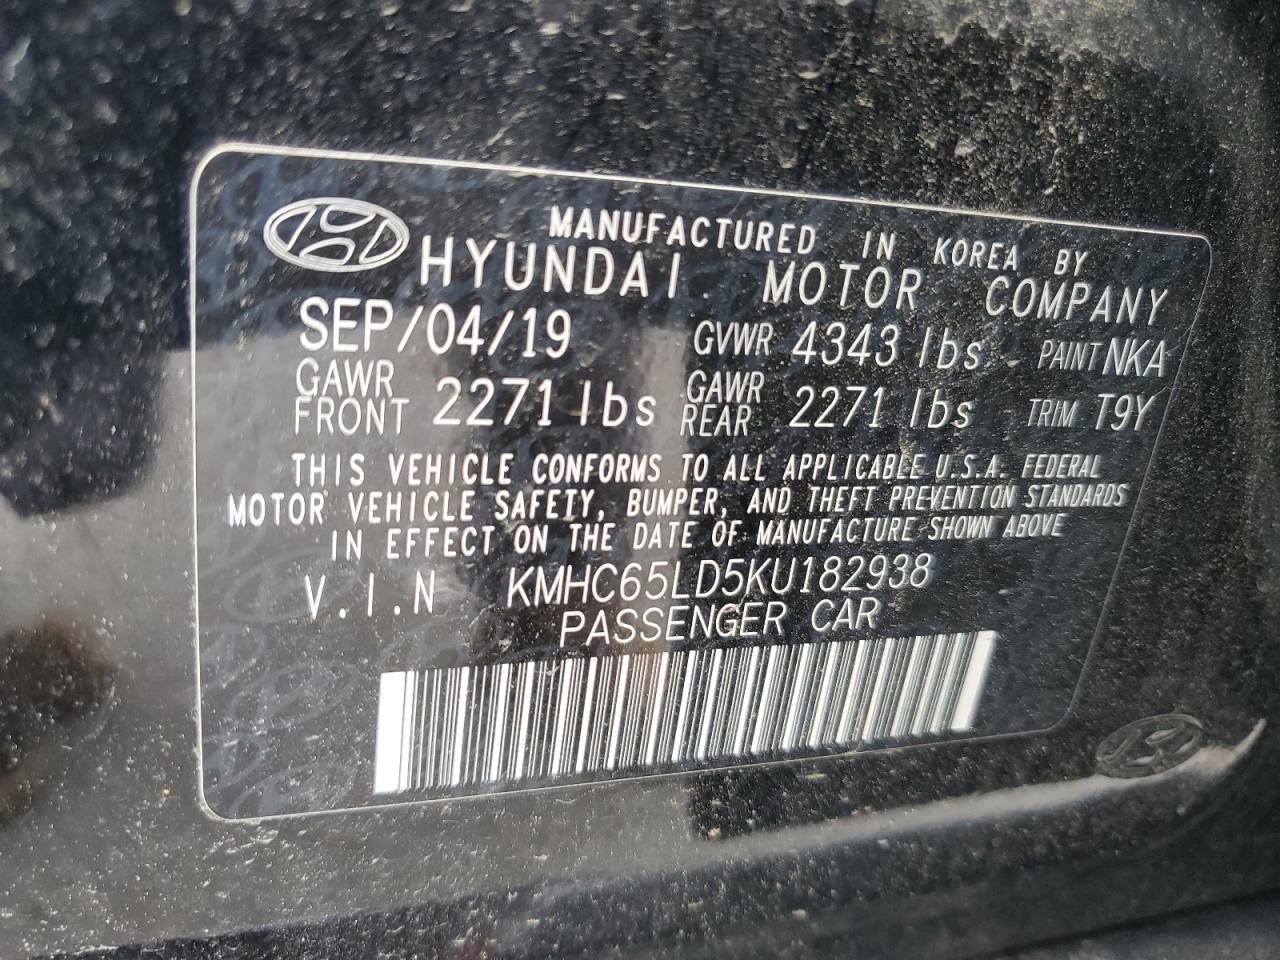 MANUFACTURED IN KOREA BY
HYUNDAI MOTOR COMPANY
SEP/04/19 GVWR 4343 lbs PAINT NKA
GAWR FRONT 2271 lbs GAWR REAR 2271 lbs TRIM T9Y
THIS VEHICLE CONFORMS TO ALL APPLICABLE U.S.A. FEDERAL
MOTOR VEHICLE SAFETY, BUMPER, AND THEFT PREVENTION STANDARDS
IN EFFECT ON THE DATE OF MANUFACTURE SHOWN ABOVE
V.I.N KMHC65LD5KU182938
PASSENGER CAR